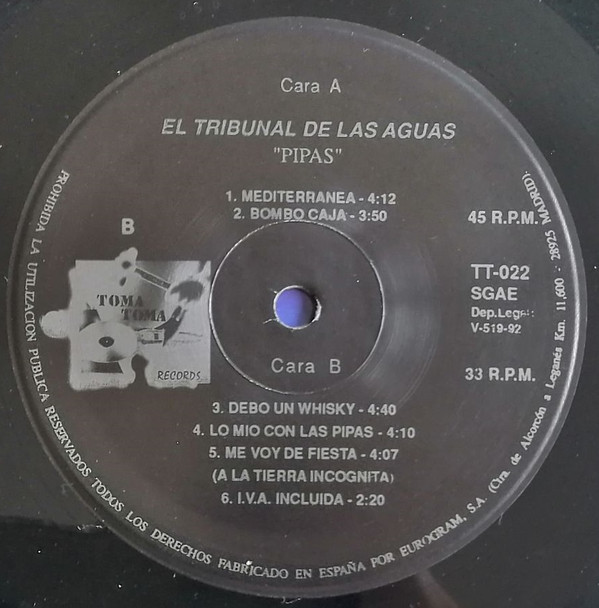 Cara A
EL TRIBUNAL DE LAS AGUAS
"PIPAS"
1. MEDITERRANEA - 4:12
2. BOMBO CAJA - 3:50
B
45 R.P.M.
TT-022
SGAE
Dep.Legal:
V-519-92
TOMA
TOMA
RECORDS
Cara B
33 R.P.M.
3. DEBO UN WHISKY - 4:40
4. LO MIO CON LAS PIPAS - 4:10
5. ME VOY DE FIESTA - 4:07
(A LA TIERRA INCOGNITA)
6. I.V.A. INCLUIDA - 2:20
PROHIBIDA LA UTILIZACION PUBLICA RESERVADOS TODOS LOS DERECHOS FABRICADO EN ESPAÑA POR EUROGRAM, S.A. (Ctra. de Alcorcón a Leganés Km. 11,600 - 28925 MADRID).